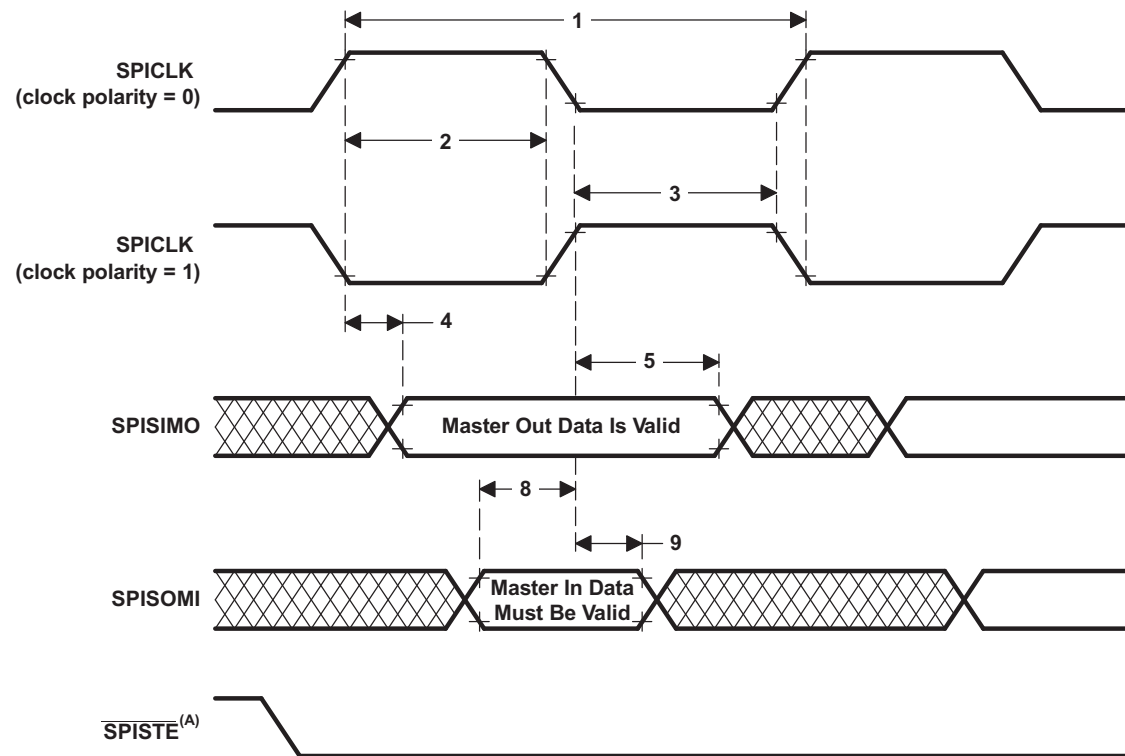 1
SPICLK
(clock polarity = 0)
2
3
SPICLK
(clock polarity = 1)
4
5
SPISIMO
Master Out Data Is Valid
8
9
SPISOMI
Master In Data
Must Be Valid
SPISTE(A)